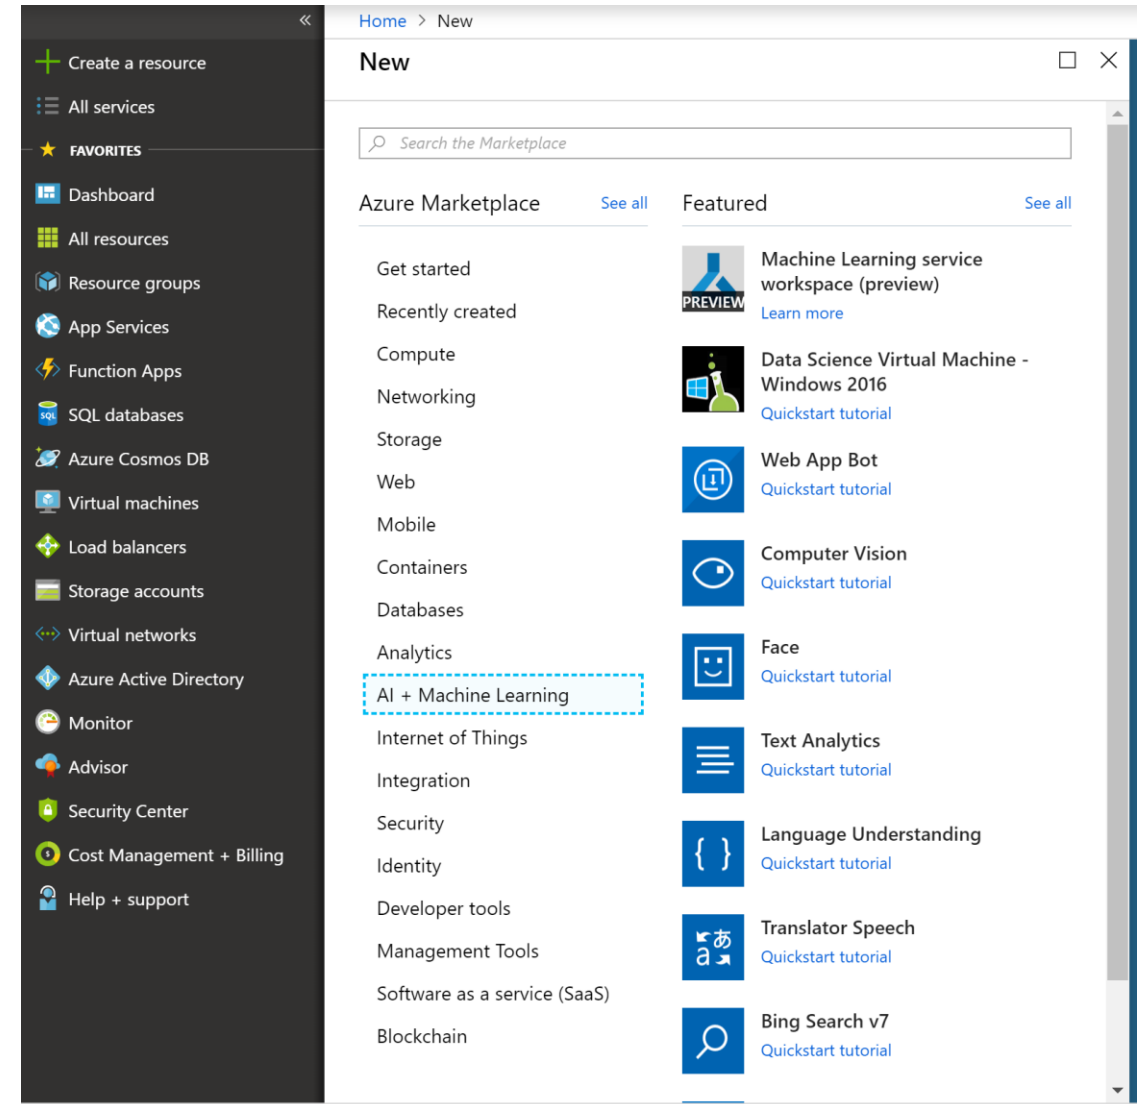 «
Create a resource
All services
FAVORITES
Dashboard
All resources
Resource groups
App Services
Function Apps
SQL
SQL databases
Azure Cosmos DB
Virtual machines
Load balancers
Storage accounts
Virtual networks
Azure Active Directory
Monitor
Advisor
Security Center
Cost Management + Billing
Help + support
Home > New
New
Search the Marketplace
Azure Marketplace See all
Get started
Recently created
Compute
Networking
Storage
Web
Mobile
Containers
Databases
Analytics
AI + Machine Learning
Internet of Things
Integration
Security
Identity
Developer tools
Management Tools
Software as a service (SaaS)
Blockchain
Featured See all
PREVIEW
Machine Learning service
workspace (preview)
Learn more
Data Science Virtual Machine -
Windows 2016
Quickstart tutorial
Web App Bot
Quickstart tutorial
Computer Vision
Quickstart tutorial
Face
Quickstart tutorial
Text Analytics
Quickstart tutorial
{ }
Language Understanding
Quickstart tutorial
あ
a
Translator Speech
Quickstart tutorial
Bing Search v7
Quickstart tutorial